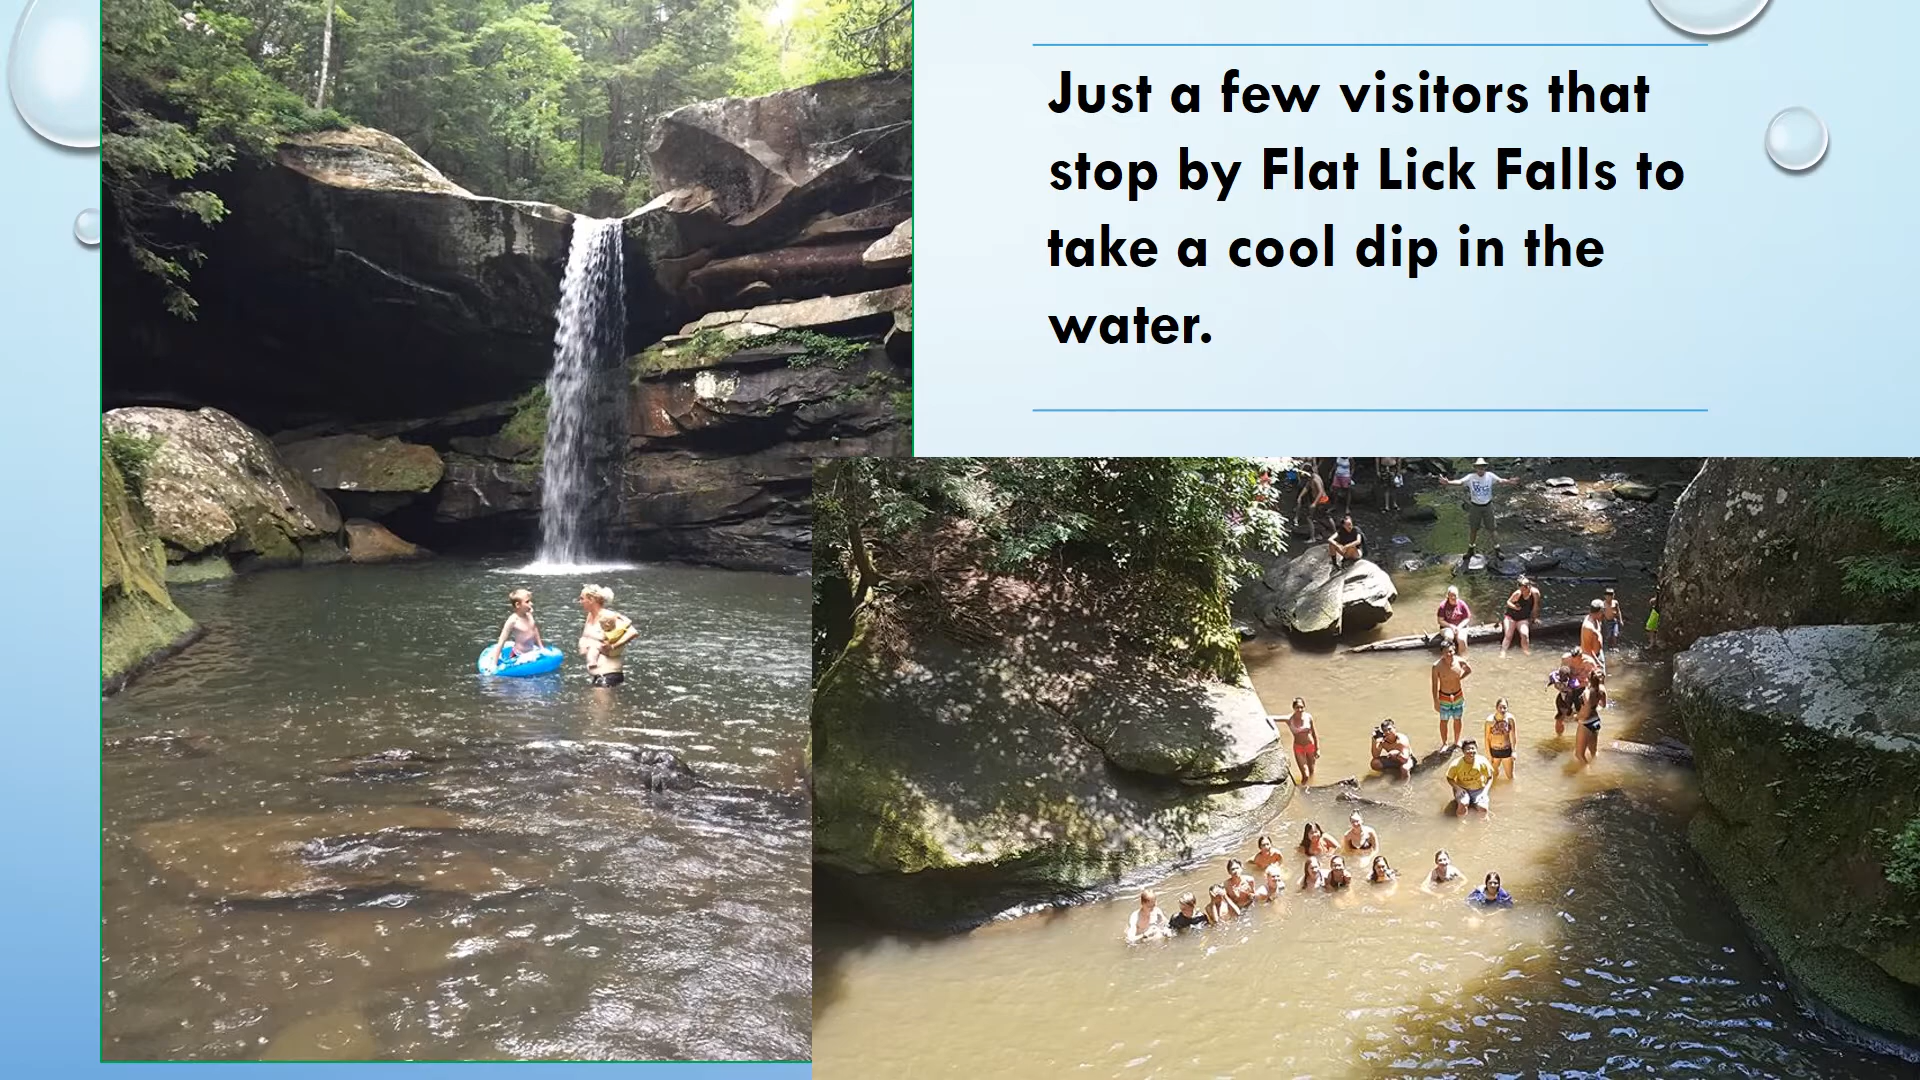 Just a few visitors that
stop by Flat Lick Falls to
take a cool dip in the
water.